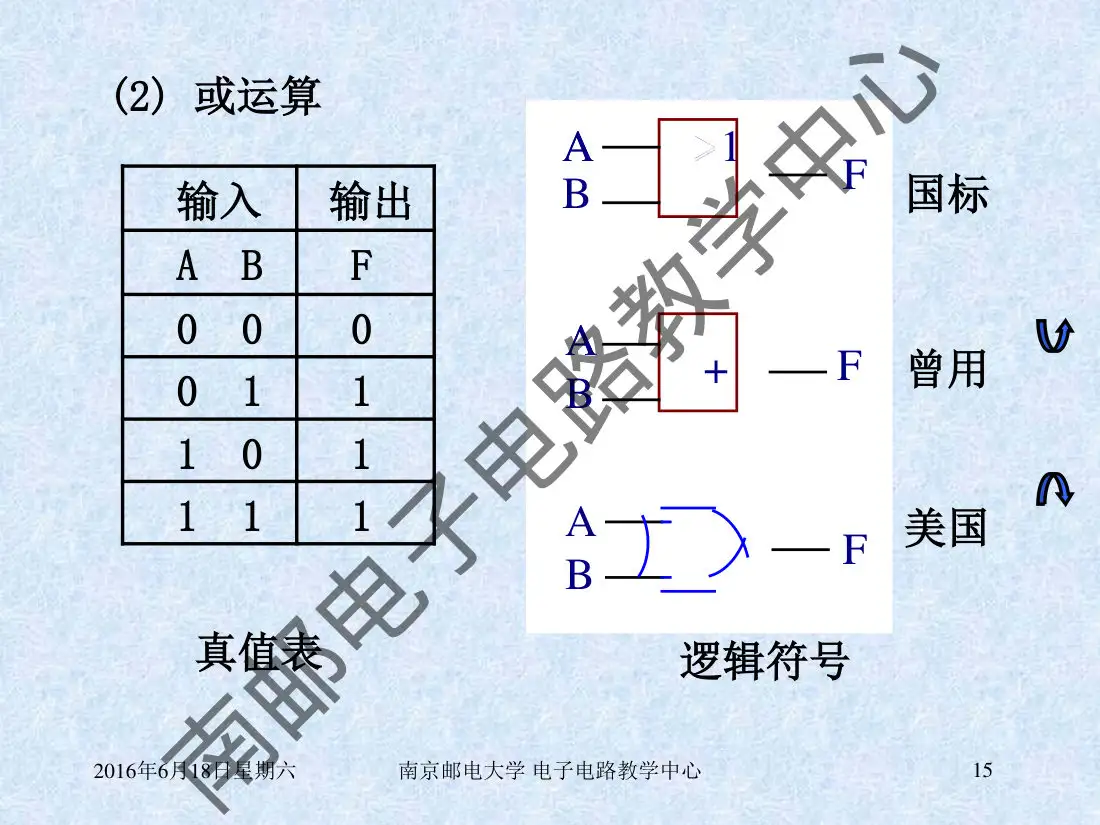 (2) 或运算
输入 输出
A B F
0 0 0
0 1 1
1 0 1
1 1 1
真值表
A
B
≥1
F
国标
A
B
+
F
曾用
A
B
F
美国
逻辑符号
南邮电子电路教学中心
2016年6月18日星期六 南京邮电大学 电子电路教学中心 15